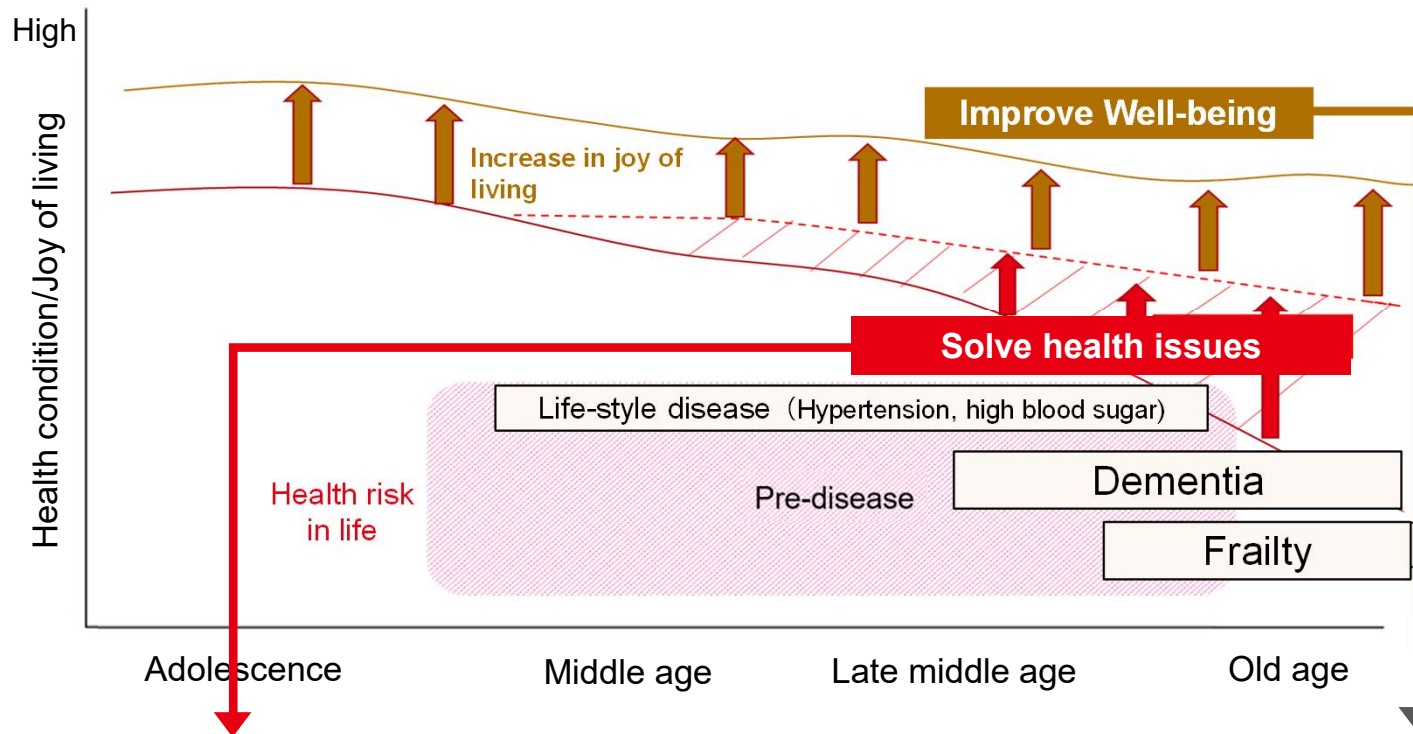 High
Health condition/Joy of living
Improve Well-being
Increase in joy of
living
Solve health issues
Life-style disease（Hypertension, high blood sugar)
Health risk
in life
Pre-disease
Dementia
Frailty
Adolescence
Middle age
Late middle age
Old age